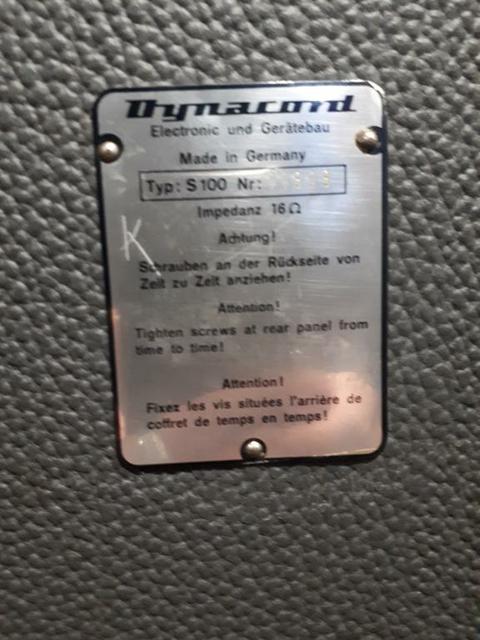 Dynacord
Electronic und Gerätebau
Made in Germany
Typ: S100 Nr:
Impedanz 16 Ω
Achtung!
Schrauben an der Rückseite von
Zeit zu Zeit anziehen!
Attention!
Tighten screws at rear panel from
time to time!
Attention!
Fixez les vis situées l'arrière de
coffret de temps en temps!
K